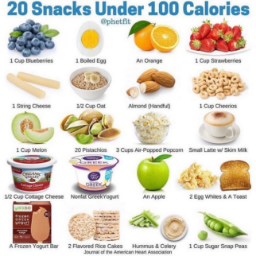 20 Snacks Under 100 Calories
@phetfit
1 Cup Blueberries
1 Boiled Egg
An Orange
1 Cup Strawberries
1 String Cheese
1/2 Cup Oat
Almond (Handful)
1 Cup Cheerios
1 Cup Melon
20 Pistachios
3 Cups Air-Popped Popcorn
Small Latte w/ Skim Milk
1/2 Cup Cottage Cheese
Nonfat GreekYogurt
An Apple
2 Egg Whites & A Toast
A Frozen Yogurt Bar
2 Flavored Rice Cakes
Hummus & Celery
1 Cup Sugar Snap Peas
Journal of the American Heart Association